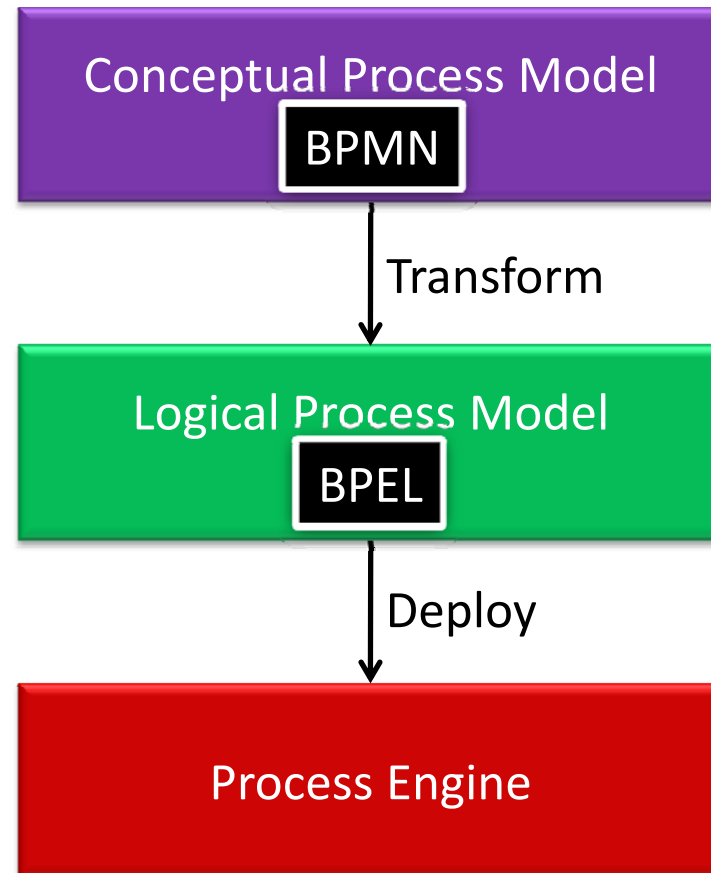 Conceptual Process Model
BPMN
Transform
Logical Process Model
BPEL
Deploy
Process Engine